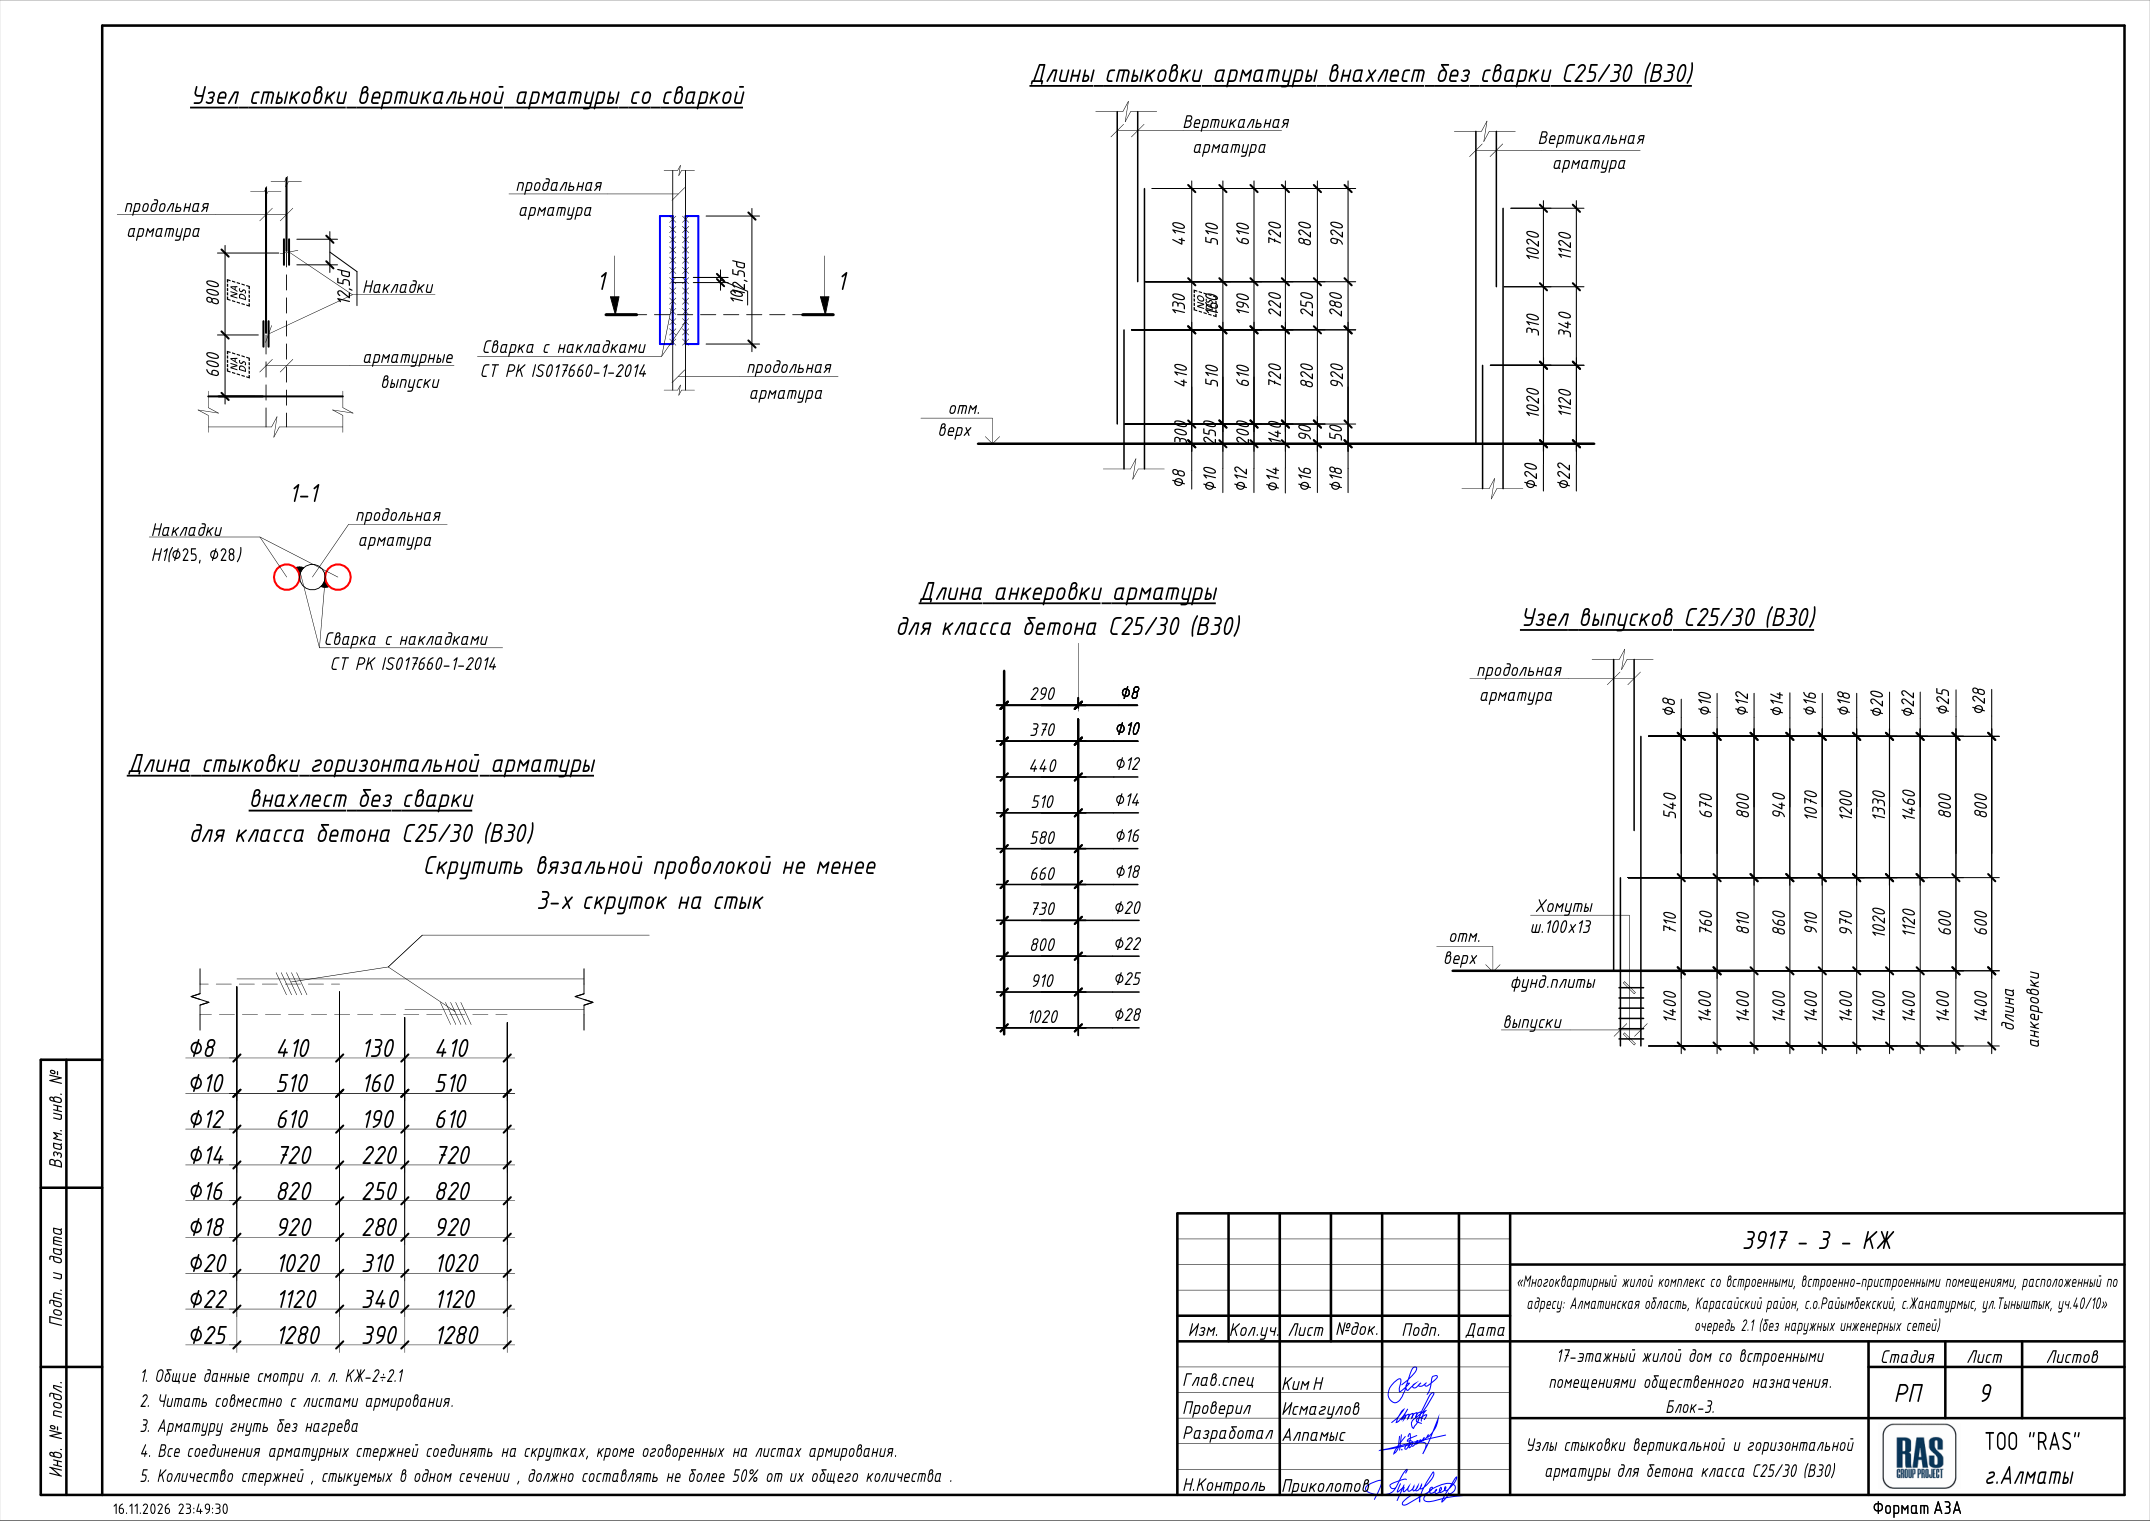 Узел стыковки вертикальной арматуры со сваркой
продольная
арматура
800
600
12,5d
Накладки
арматурные
выпуски
продальная
арматура
1
1
Сварка с накладками
СТ РК ISO17660-1-2014
продольная
арматура
1-1
Накладки
Н1(Ф25, Ф28)
продольная
арматура
Сварка с накладками
СТ РК ISO17660-1-2014
Длины стыковки арматуры внахлест без сварки С25/30 (В30)
Вертикальная
арматура
410 510 610 720 820 920
130 160 190 220 250 280
410 510 610 720 820 920
300 250 200 140 90 50
Ф8 Ф10 Ф12 Ф14 Ф16 Ф18
отм.
верх
Вертикальная
арматура
1020 1120
310 340
1020 1120
Ф20 Ф22
Длина анкеровки арматуры
для класса бетона С25/30 (В30)
290 Ф8
370 Ф10
440 Ф12
510 Ф14
580 Ф16
660 Ф18
730 Ф20
800 Ф22
910 Ф25
1020 Ф28
Узел выпусков С25/30 (В30)
продольная
арматура
Ф8 Ф10 Ф12 Ф14 Ф16 Ф18 Ф20 Ф22 Ф25 Ф28
540 670 800 940 1070 1200 1330 1460 800 800
710 760 810 860 910 970 1020 1120 600 600
1400 1400 1400 1400 1400 1400 1400 1400 1400 1400
Хомуты
ш.100х13
отм.
верх
фунд.плиты
выпуски
длина
анкеровки
Длина стыковки горизонтальной арматуры
внахлест без сварки
для класса бетона С25/30 (В30)
Скрутить вязальной проволокой не менее
3-х скруток на стык
Ф8 410 130 410
Ф10 510 160 510
Ф12 610 190 610
Ф14 720 220 720
Ф16 820 250 820
Ф18 920 280 920
Ф20 1020 310 1020
Ф22 1120 340 1120
Ф25 1280 390 1280
1. Общие данные смотри л. л. КЖ-2÷2.1
2. Читать совместно с листами армирования.
3. Арматуру гнуть без нагрева
4. Все соединения арматурных стержней соединять на скрутках, кроме оговоренных на листах армирования.
5. Количество стержней , стыкуемых в одном сечении , должно составлять не более 50% от их общего количества .
Взам. инв. №
Подп. и дата
Инв. № подл.
3917 - 3 - КЖ
«Многоквартирный жилой комплекс со встроенными, встроенно-пристроенными помещениями, расположенный по
адресу: Алматинская область, Карасайский район, с.о.Райымбекский, с.Жанатурмыс, ул.Тыныштык, уч.40/10»
очередь 2.1 (без наружных инженерных сетей)
Изм. Кол.уч. Лист №док. Подп. Дата
17-этажный жилой дом со встроенными
помещениями общественного назначения.
Блок-3.
Стадия Лист Листов
РП 9
Глав.спец Ким Н
Проверил Исмагулов
Разработал Алпамыс
Н.Контроль Приколотов
Узлы стыковки вертикальной и горизонтальной
арматуры для бетона класса С25/30 (В30)
RAS
GROUP PROJECT
ТОО "RAS"
г.Алматы
16.11.2026 23:49:30
Формат А3А